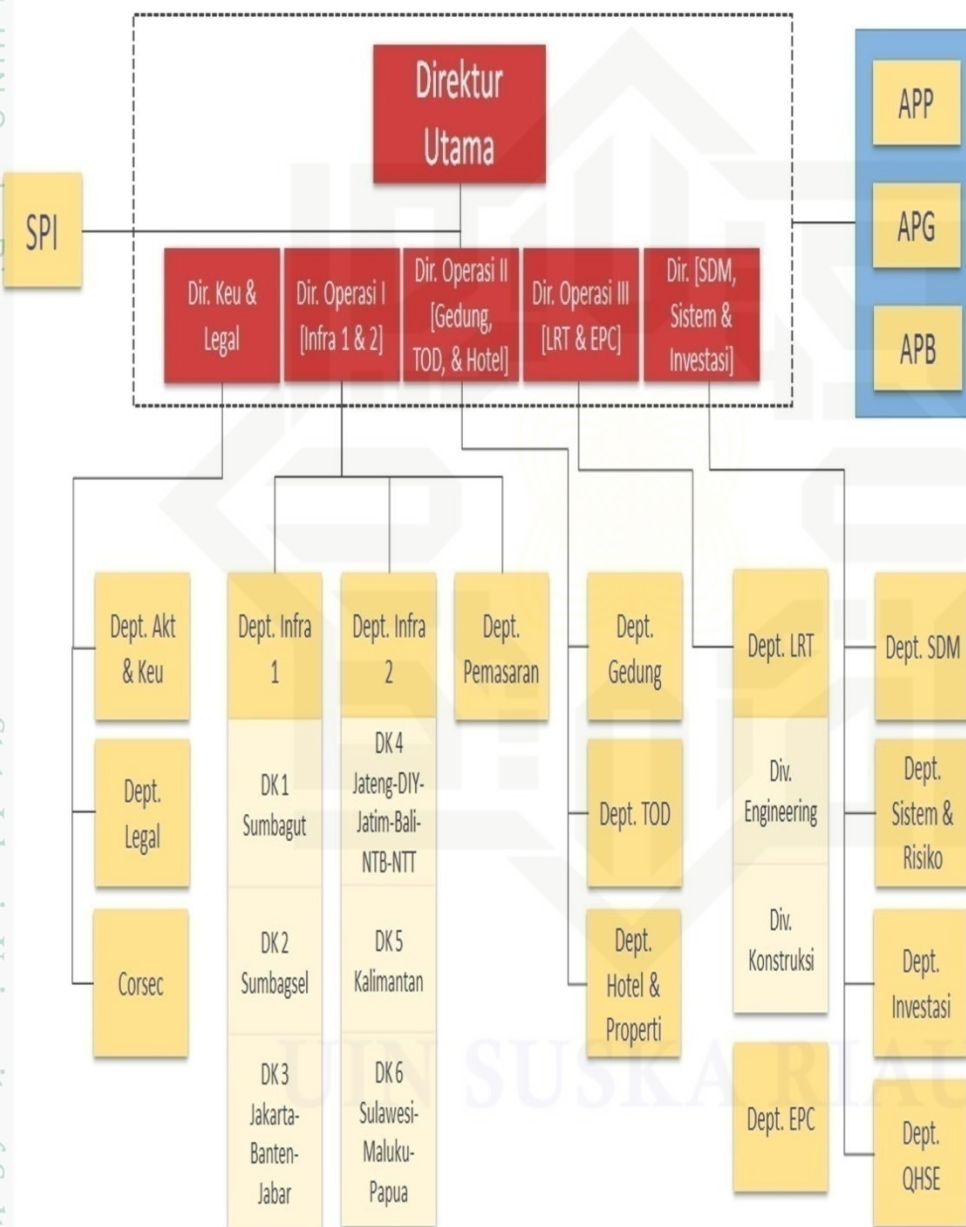 Direktur
Utama
APP
APG
APB
SPI
Dir. Keu &
Legal
Dir. Operasi I
[Infra 1 & 2]
Dir. Operasi II
[Gedung,
TOD, & Hotel]
Dir. Operasi III
[LRT & EPC]
Dir. [SDM,
Sistem &
Investasi]
Dept. Akt
& Keu
Dept.
Legal
Corsec
Dept. Infra
1
DK 1
Sumbagut
DK 2
Sumbagsel
DK 3
Jakarta-
Banten-
Jabar
Dept. Infra
2
DK 4
Jateng-DIY-
Jatim-Bali-
NTB-NTT
DK 5
Kalimantan
DK 6
Sulawesi-
Maluku-
Papua
Dept.
Pemasaran
Dept.
Gedung
Dept. TOD
Dept.
Hotel &
Properti
Dept. LRT
Div.
Engineering
Div.
Konstruksi
Dept. EPC
Dept. SDM
Dept.
Sistem &
Risiko
Dept.
Investasi
Dept.
QHSE
UIN SUSKA RIAU